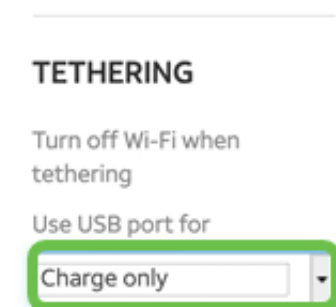 TETHERING
Turn off Wi-Fi when
tethering
Use USB port for
Charge only